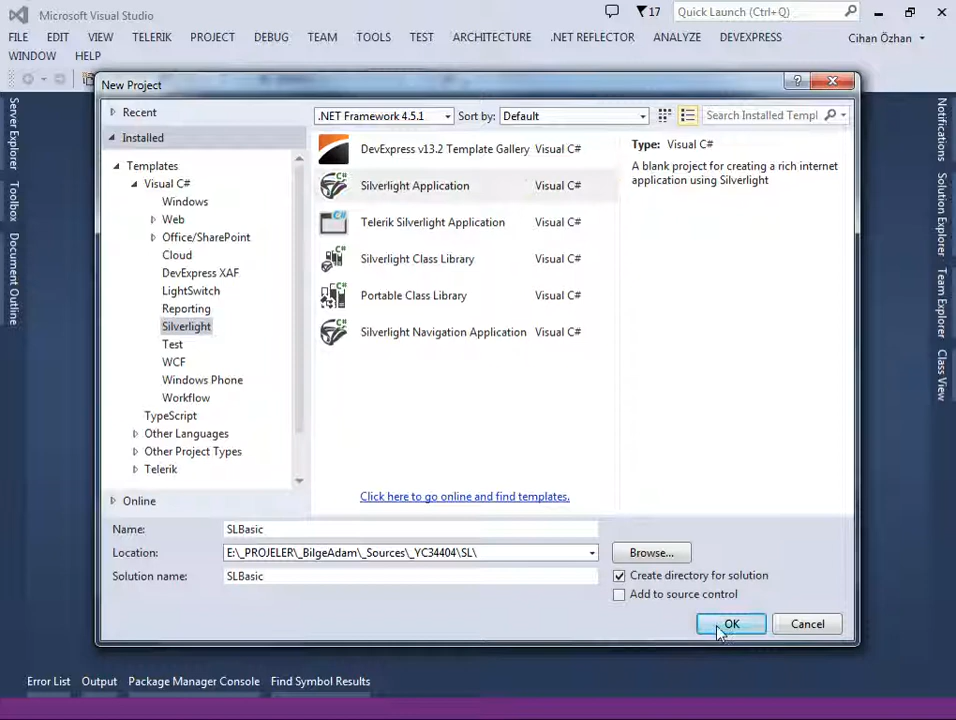 Microsoft Visual Studio
17
Quick Launch (Ctrl+Q)
FILE EDIT VIEW TELERIK PROJECT DEBUG TEAM TOOLS TEST ARCHITECTURE .NET REFLECTOR ANALYZE DEVEXPRESS Cihan Özhan
WINDOW HELP
New Project
Recent
.NET Framework 4.5.1 Sort by: Default Search Installed Templ
Installed
Templates
Visual C#
Windows
Web
Office/SharePoint
Cloud
DevExpress XAF
LightSwitch
Reporting
Silverlight
Test
WCF
Windows Phone
Workflow
TypeScript
Other Languages
Other Project Types
Telerik
Online
DevExpress v13.2 Template Gallery Visual C#
Silverlight Application Visual C#
Telerik Silverlight Application Visual C#
Silverlight Class Library Visual C#
Portable Class Library Visual C#
Silverlight Navigation Application Visual C#
Click here to go online and find templates.
Type: Visual C#
A blank project for creating a rich internet
application using Silverlight
Name: SLBasic
Location: E:\_PROJELER\_BilgeAdam\_Sources\_YC34404\SL\ Browse...
Solution name: SLBasic
Create directory for solution
Add to source control
OK Cancel
Server Explorer
Toolbox
Document Outline
Notifications
Solution Explorer
Team Explorer
Class View
Error List Output Package Manager Console Find Symbol Results